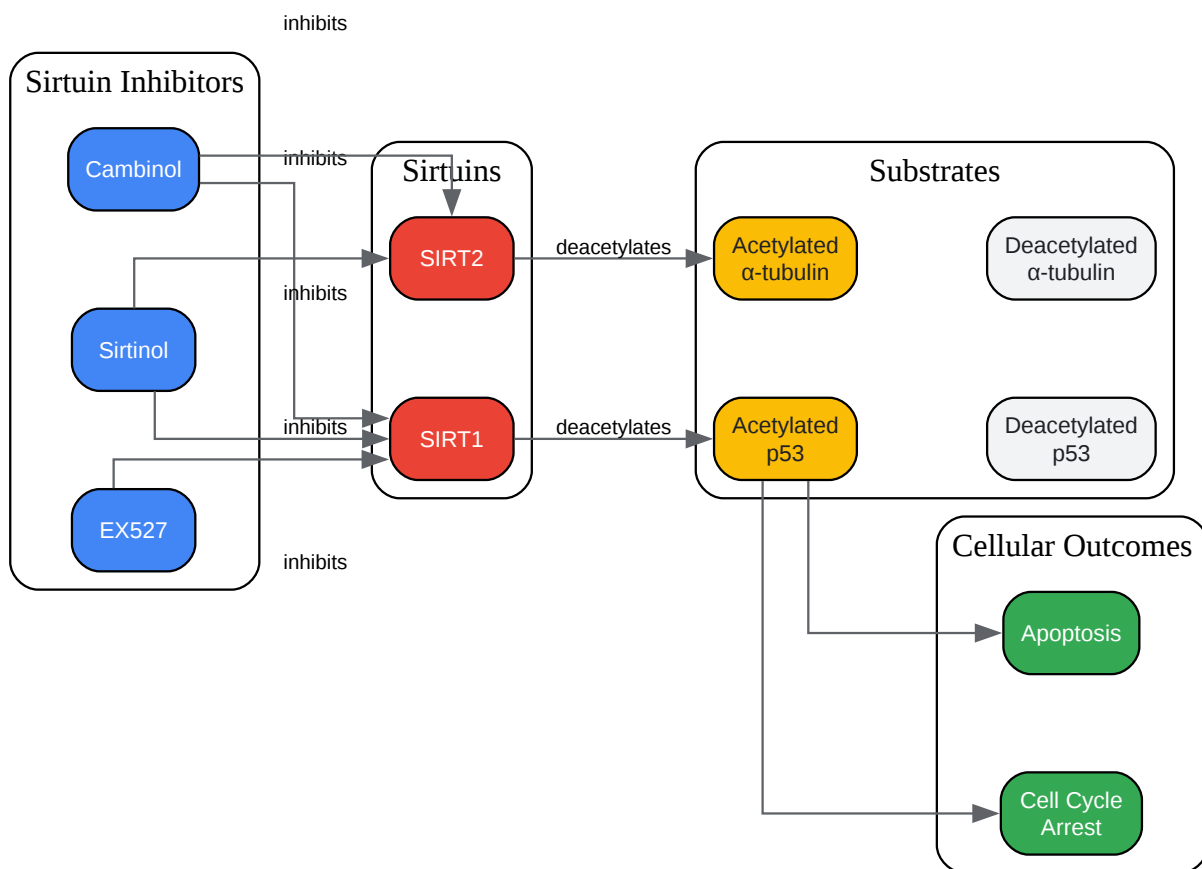 inhibits
Sirtuin Inhibitors
Cambinol
inhibits
Sirtuins
Substrates
SIRT2
deacetylates
Acetylated
α-tubulin
Deacetylated
α-tubulin
inhibits
Sirtinol
inhibits
SIRT1
deacetylates
Acetylated
p53
Deacetylated
p53
EX527
inhibits
Cellular Outcomes
Apoptosis
Cell Cycle
Arrest